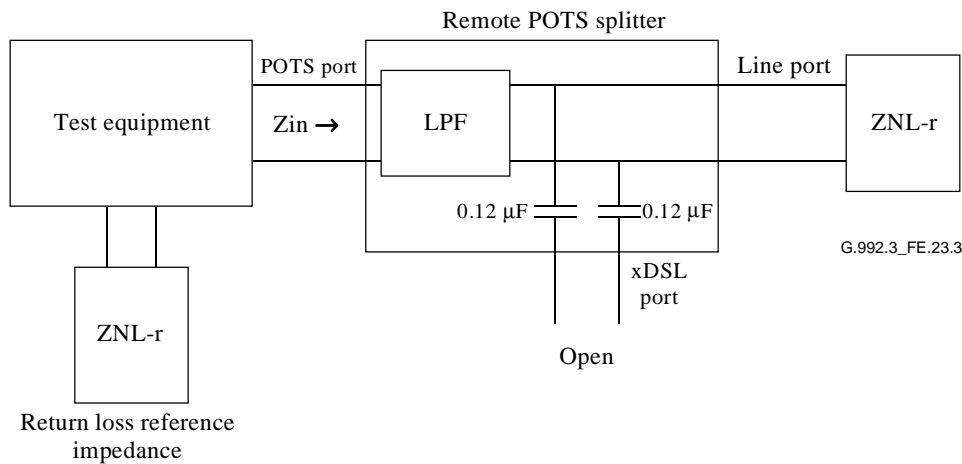 Remote POTS splitter
POTS port
Line port
Test equipment
Zin →
LPF
ZNL-r
0.12 µF
0.12 µF
G.992.3_FE.23.3
xDSL
port
ZNL-r
Open
Return loss reference
impedance